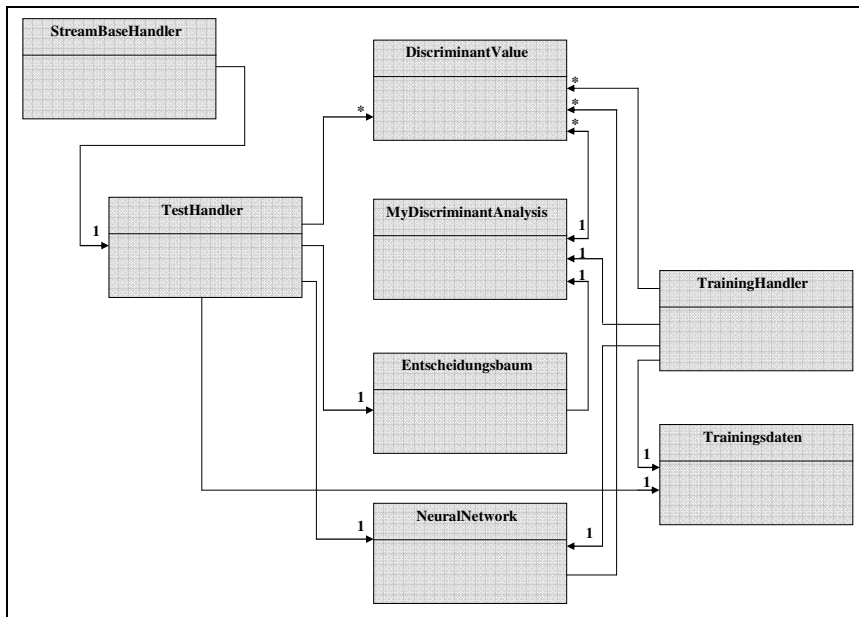 StreamBaseHandler
DiscriminantValue
*
*
*
*
TestHandler
MyDiscriminantAnalysis
1
1
1
1
TrainingHandler
Entscheidungsbaum
1
Trainingsdaten
1
1
NeuralNetwork
1
1